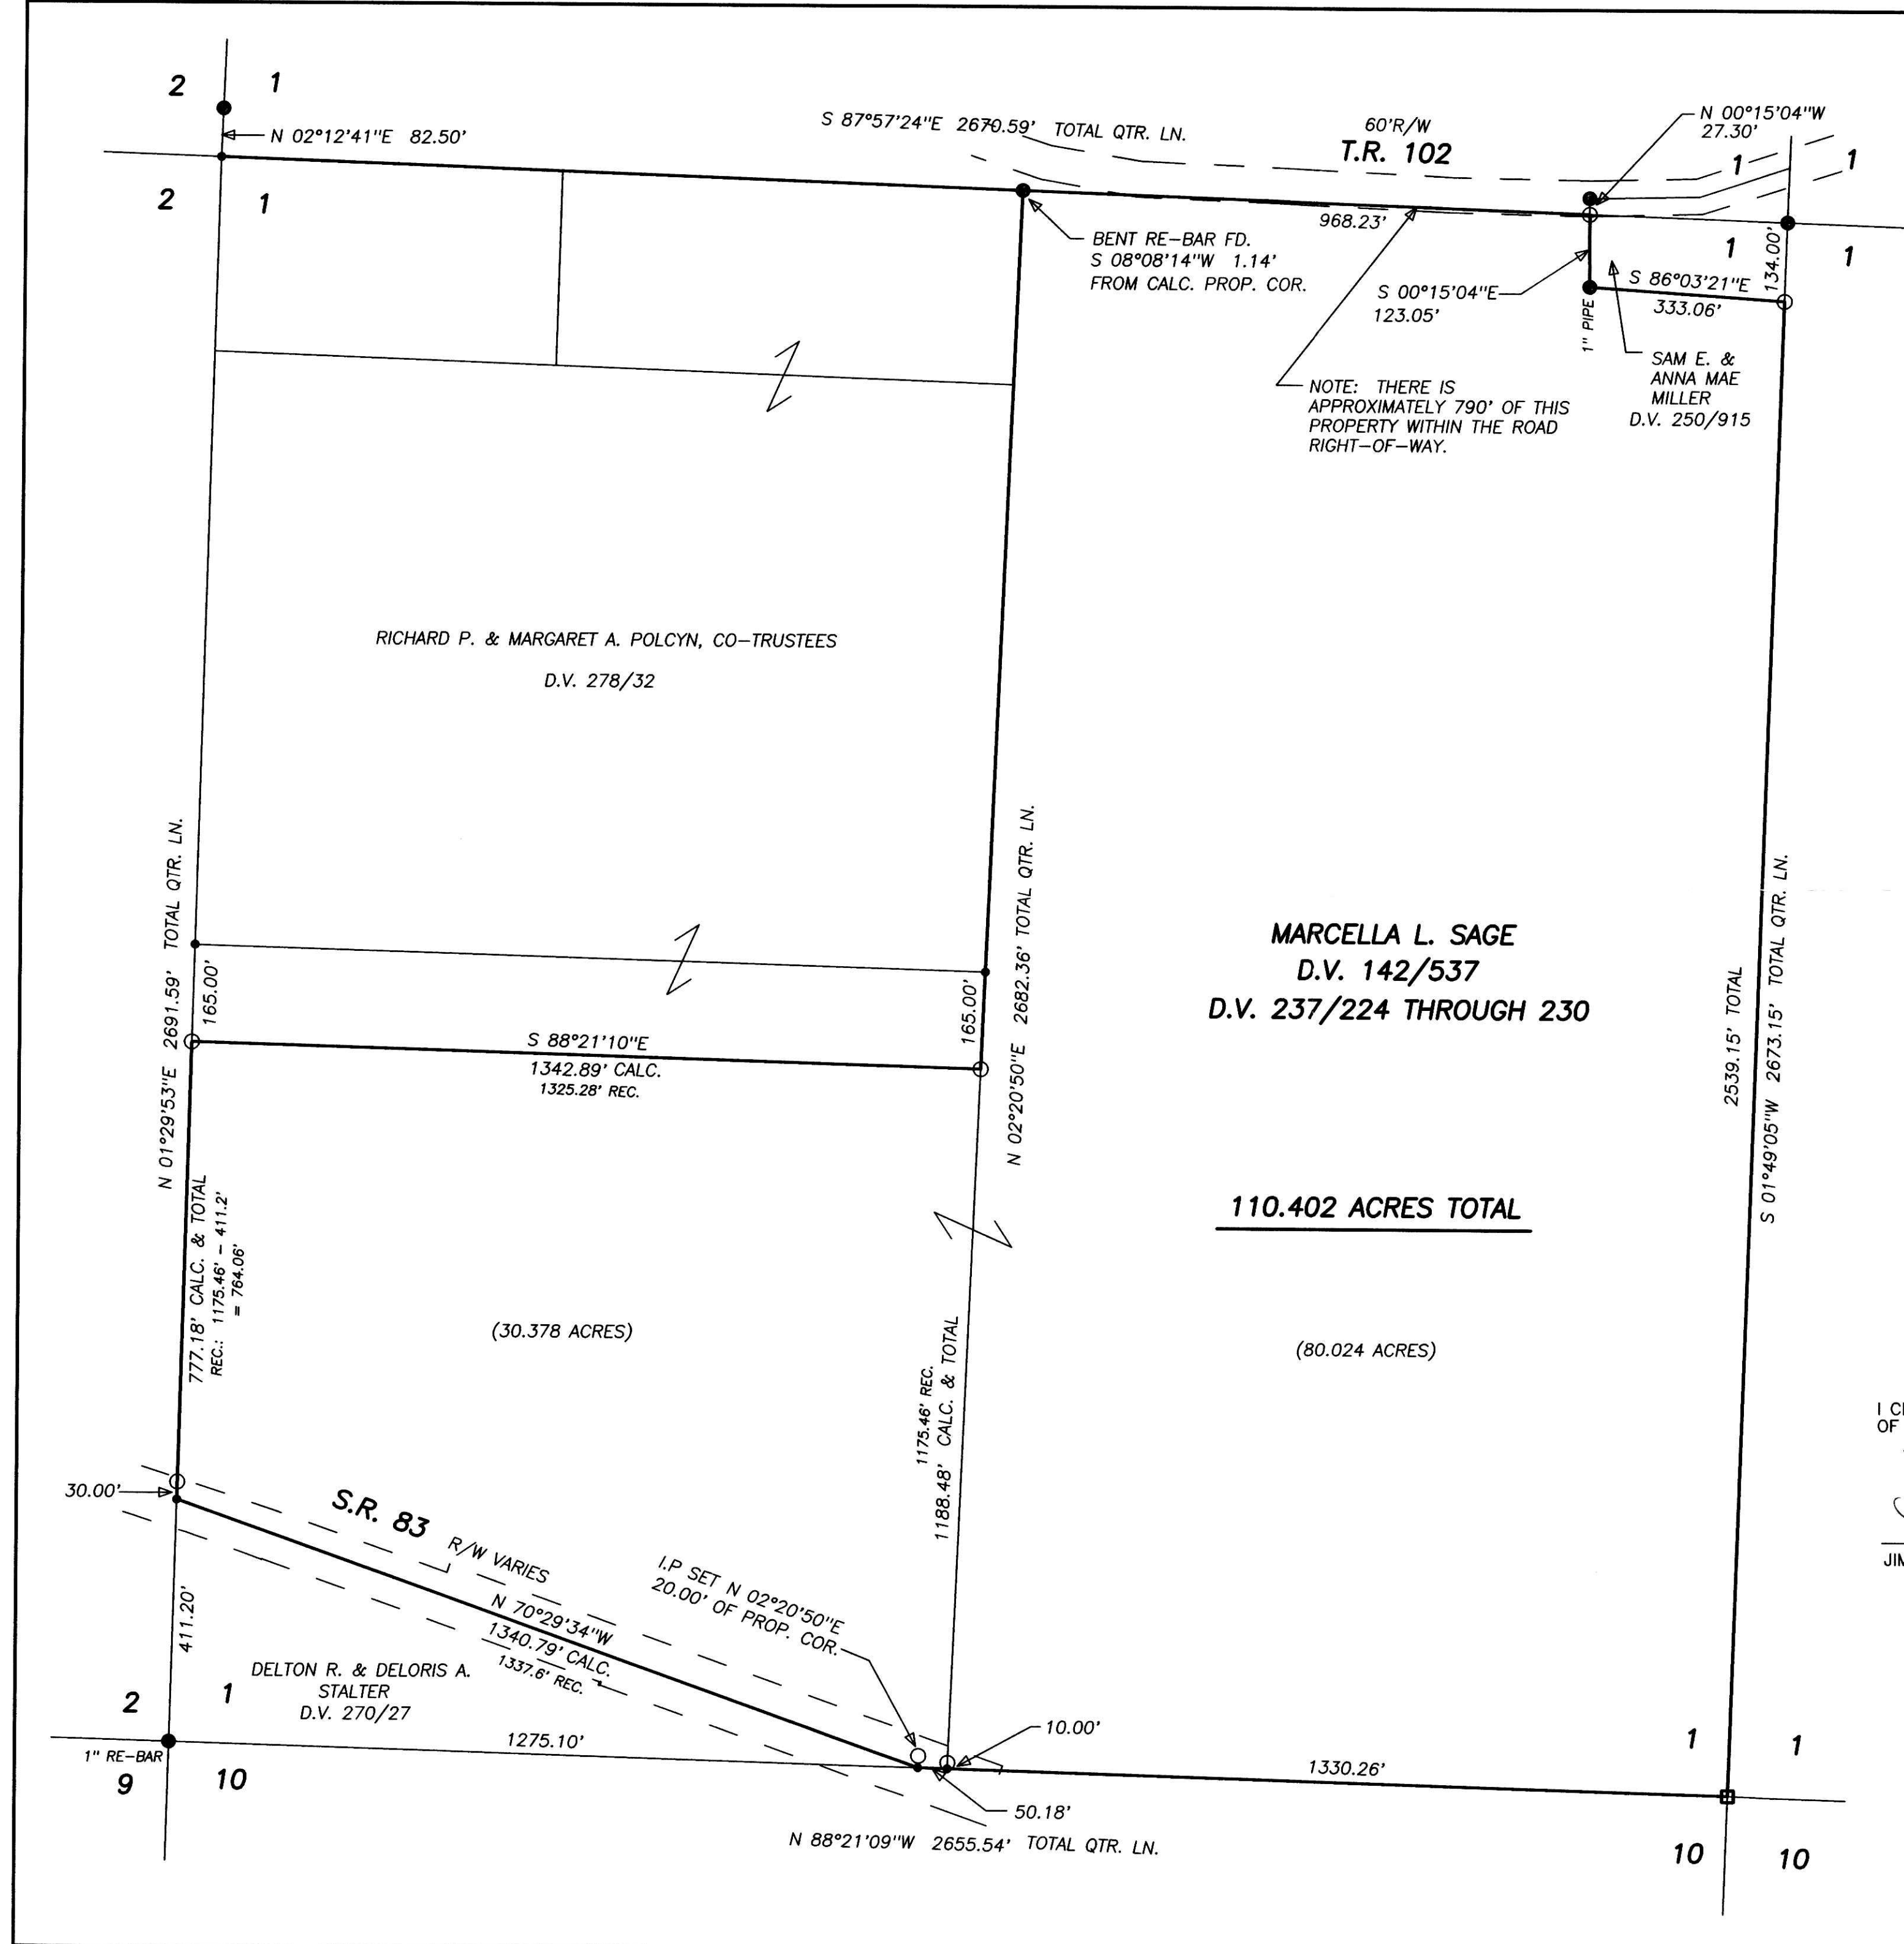 2 1
N 02°12'41"E 82.50'
2 1
S 87°57'24"E 2670.59' TOTAL QTR. LN.
60'R/W
T.R. 102
N 00°15'04"W
27.30'
1 1
1 1
968.23'
BENT RE-BAR FD.
S 08°08'14"W 1.14'
FROM CALC. PROP. COR.
S 00°15'04"E
123.05'
1" PIPE
S 86°03'21"E
333.06'
134.00'
SAM E. &
ANNA MAE
MILLER
D.V. 250/915
NOTE: THERE IS
APPROXIMATELY 790' OF THIS
PROPERTY WITHIN THE ROAD
RIGHT-OF-WAY.
RICHARD P. & MARGARET A. POLCYN, CO-TRUSTEES
D.V. 278/32
N 01°29'53"E 2691.59' TOTAL QTR. LN.
165.00'
165.00'
N 02°20'50"E 2682.36' TOTAL QTR. LN.
S 88°21'10"E
1342.89' CALC.
1325.28' REC.
MARCELLA L. SAGE
D.V. 142/537
D.V. 237/224 THROUGH 230
2539.15' TOTAL
S 01°49'05"W 2673.15' TOTAL QTR. LN.
110.402 ACRES TOTAL
777.18' CALC. & TOTAL
REC.: 1175.46' - 411.2'
= 764.06'
(30.378 ACRES)
1175.46' REC.
1188.48' CALC. & TOTAL
(80.024 ACRES)
I C
OF
JIM
30.00'
S.R. 83
R/W VARIES
N 70°29'34"W
1340.79' CALC.
1337.6' REC.
I.P SET N 02°20'50"E
20.00' OF PROP. COR.
411.20'
DELTON R. & DELORIS A.
STALTER
D.V. 270/27
2 1
1" RE-BAR
9 10
1275.10'
10.00'
50.18'
1330.26'
N 88°21'09"W 2655.54' TOTAL QTR. LN.
1 1
10 10